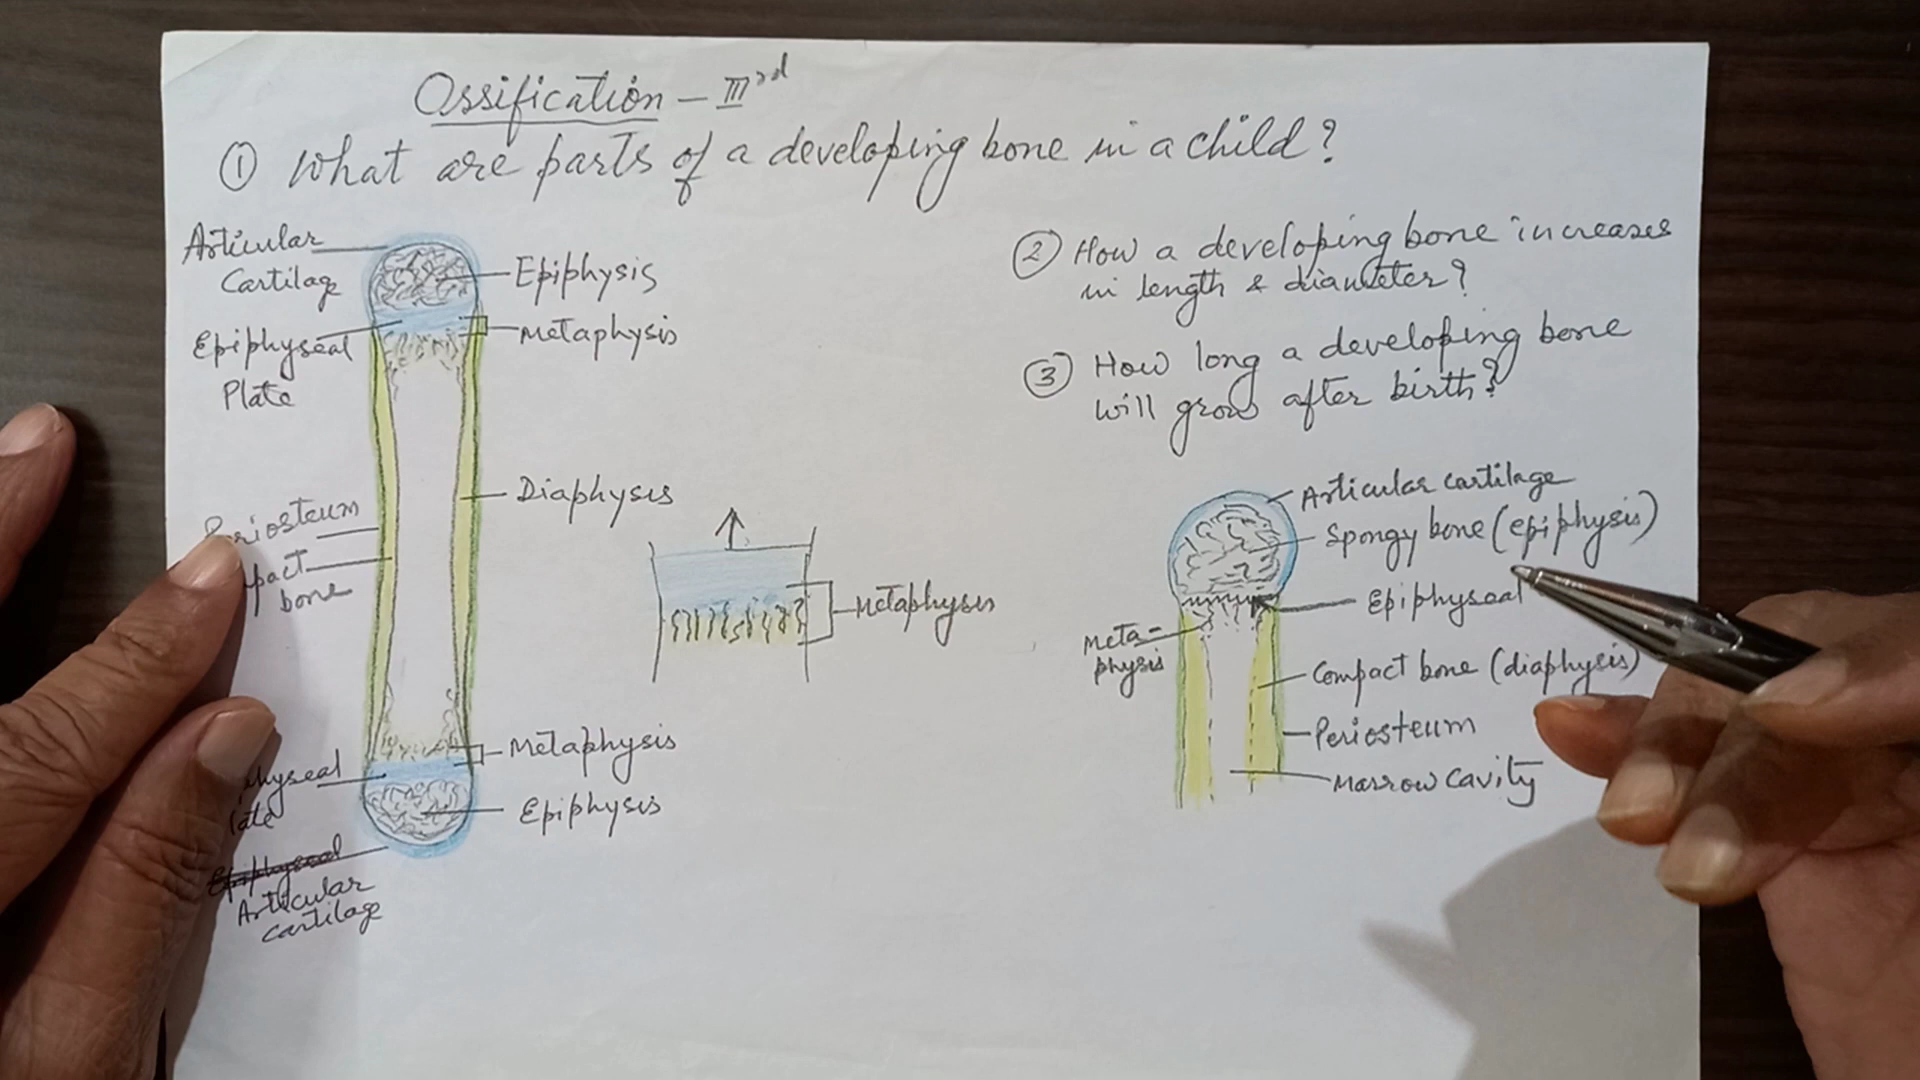 Ossification - IIIrd
① What are parts of a developing bone in a child?
Articular
Cartilag
Epiphyseal
Plate
Epiphysis
Metaphysis
Diaphysis
bone
Metaphysis
Epiphysis
Articular
Cartilage
Metaphysis
② How a developing bone increases
in length & diameter?
③ How long a developing bone
will grow after birth?
Articular cartilage
Spongy bone (epiphysis)
Epiphyseal
Meta-
physis
Compact bone (diaphysis)
Periosteum
Marrow cavity